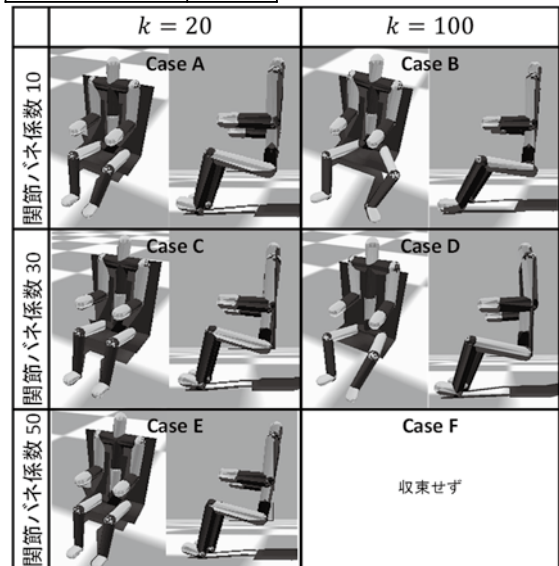 k = 20
k = 100
関節バネ係数 10
Case A
Case B
関節バネ係数 30
Case C
Case D
関節バネ係数 50
Case E
Case F
収束せず